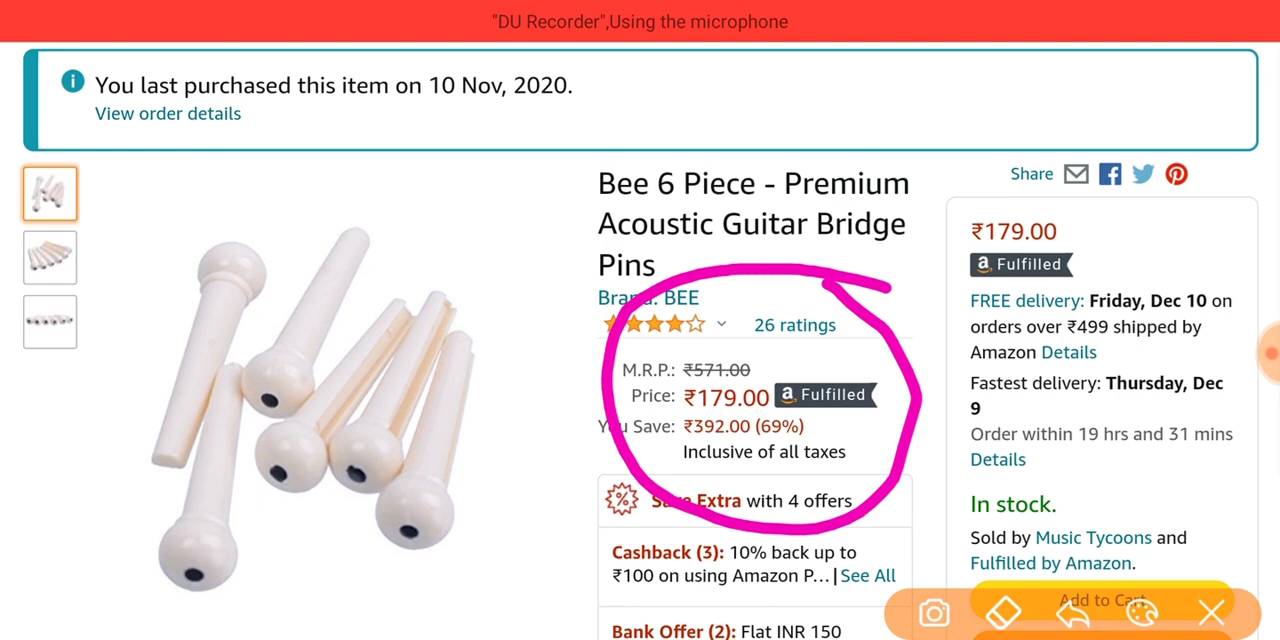 "DU Recorder",Using the microphone
You last purchased this item on 10 Nov, 2020.
View order details
Bee 6 Piece - Premium
Acoustic Guitar Bridge
Pins
Brand: BEE
26 ratings
M.R.P.: ₹571.00
Price: ₹179.00 a Fulfilled
You Save: ₹392.00 (69%)
Inclusive of all taxes
Save Extra with 4 offers
Cashback (3): 10% back up to
₹100 on using Amazon P... | See All
Bank Offer (2): Flat INR 150
Share
₹179.00
a Fulfilled
FREE delivery: Friday, Dec 10 on
orders over ₹499 shipped by
Amazon Details
Fastest delivery: Thursday, Dec
9
Order within 19 hrs and 31 mins
Details
In stock.
Sold by Music Tycoons and
Fulfilled by Amazon.
Add to Cart